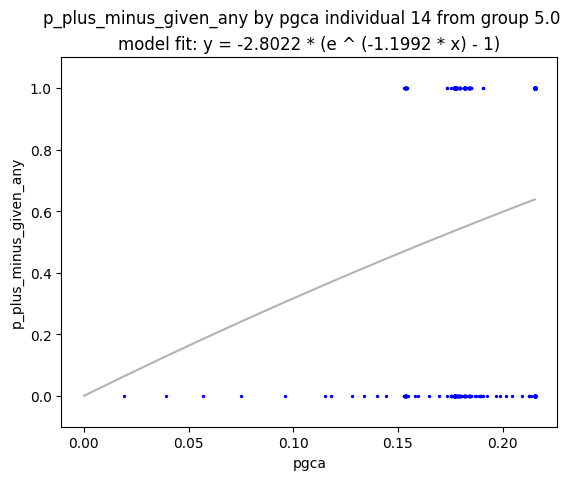 p_plus_minus_given_any by pgca individual 14 from group 5.0
model fit: y = -2.8022 * (e ^ (-1.1992 * x) - 1)
1.0
0.8
0.6
0.4
0.2
0.0
p_plus_minus_given_any
0.00 0.05 0.10 0.15 0.20
pgca